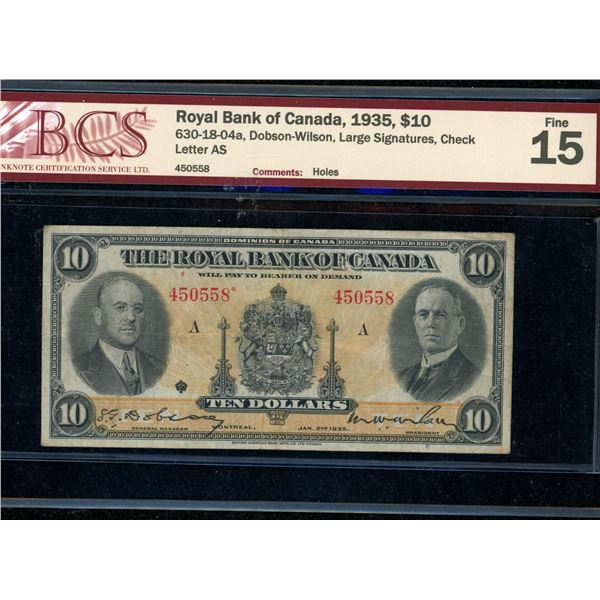 BCS
NKNOTE CERTIFICATION SERVICE LTD.
Royal Bank of Canada, 1935, $10
630-18-04a, Dobson-Wilson, Large Signatures, Check
Letter AS
450558
Comments: Holes
Fine
15
DOMINION OF CANADA
10 THE ROYAL BANK OF CANADA 10
WILL PAY TO BEARER ON DEMAND
450558 450558
A A
10 TEN DOLLARS 10
GENERAL MANAGER MONTREAL, JAN. 2ND 1935. PRESIDENT